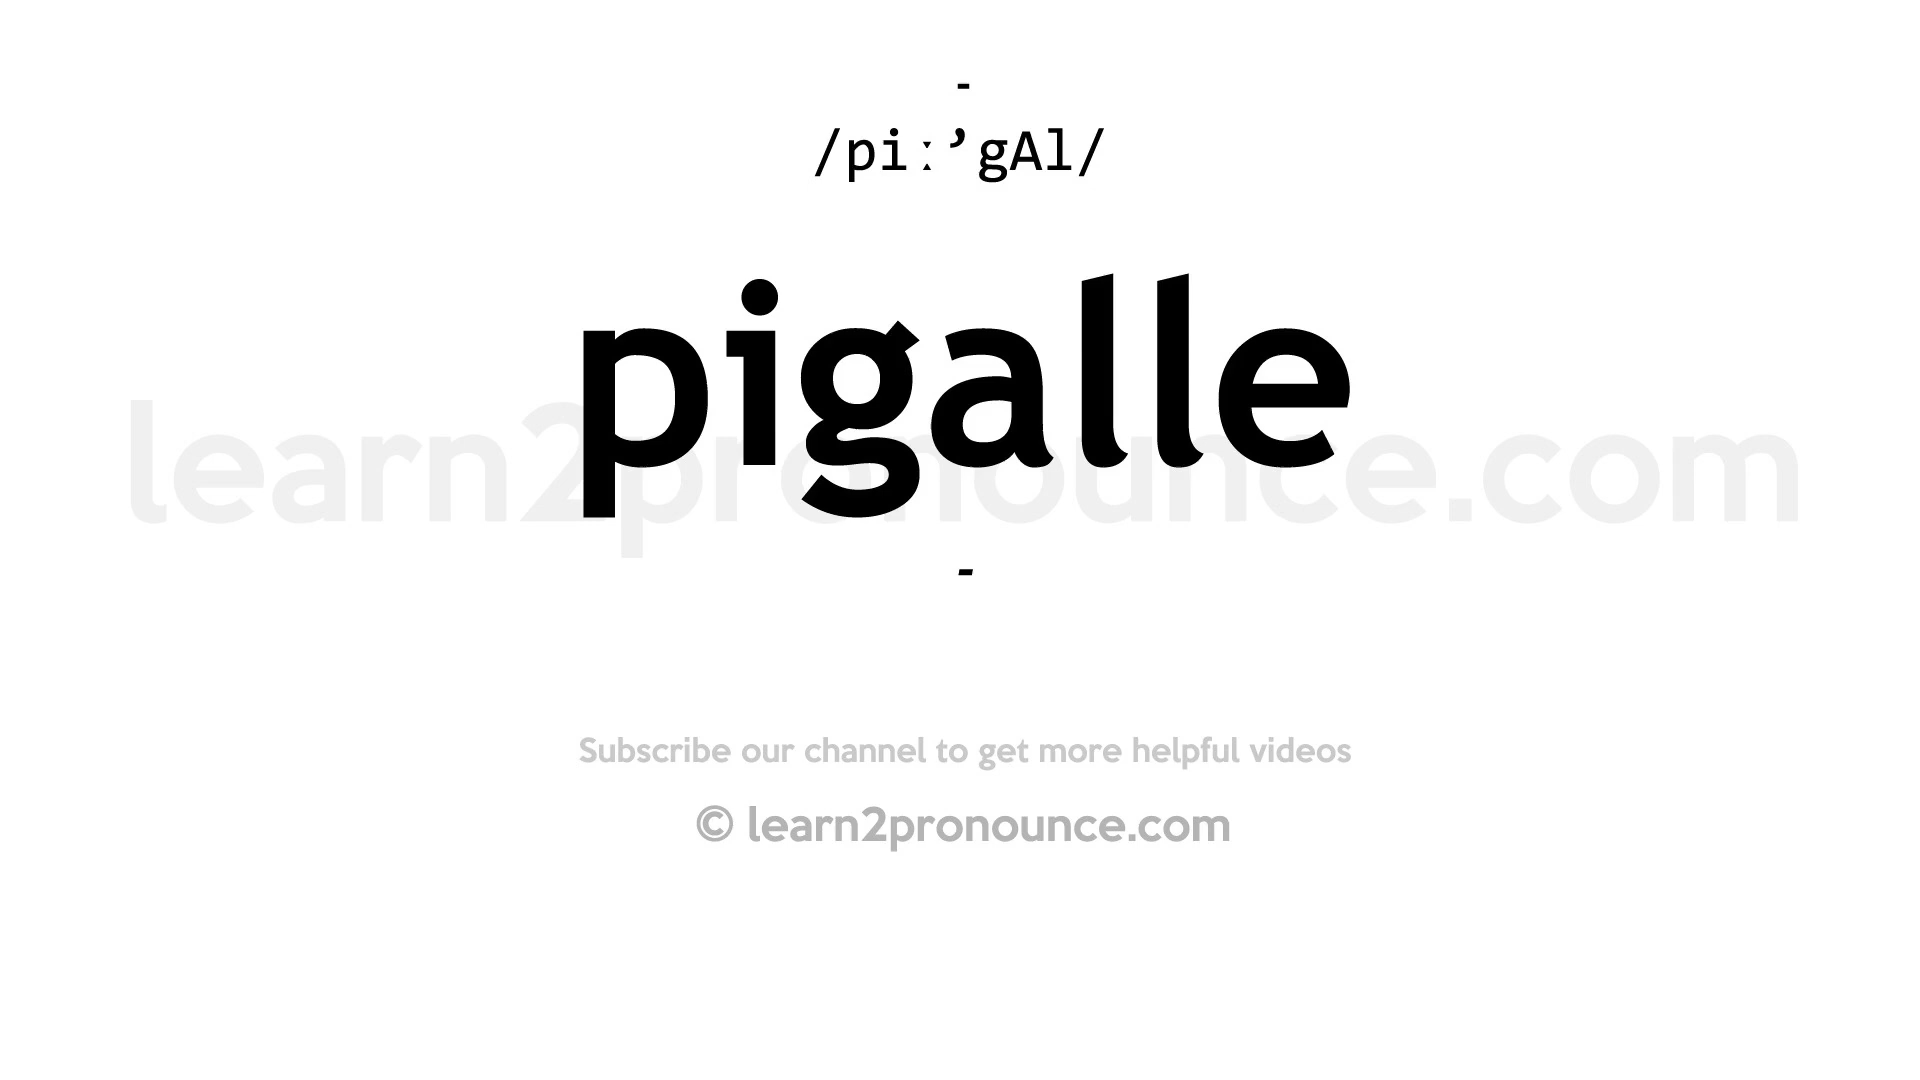 -
/piː’gAl/
pigalle
learn2pronounce.com
-
Subscribe our channel to get more helpful videos
© learn2pronounce.com